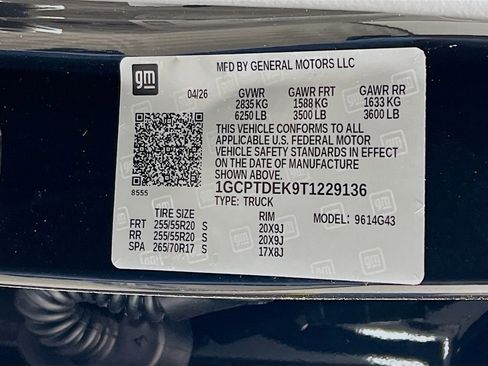 gm
MFD BY GENERAL MOTORS LLC
04/26 GVWR GAWR FRT GAWR RR
2835 KG 1588 KG 1633 KG
6250 LB 3500 LB 3600 LB
THIS VEHICLE CONFORMS TO ALL
APPLICABLE U.S. FEDERAL MOTOR
VEHICLE SAFETY STANDARDS IN EFFECT
ON THE DATE OF MANUFACTURE
SHOWN ABOVE.
8555
1GCPTDEK9T1229136
TYPE: TRUCK
TIRE SIZE RIM MODEL: 9614G43
FRT 255/55R20 S 20X9J
RR 255/55R20 S 20X9J
SPA 265/70R17 S 17X8J